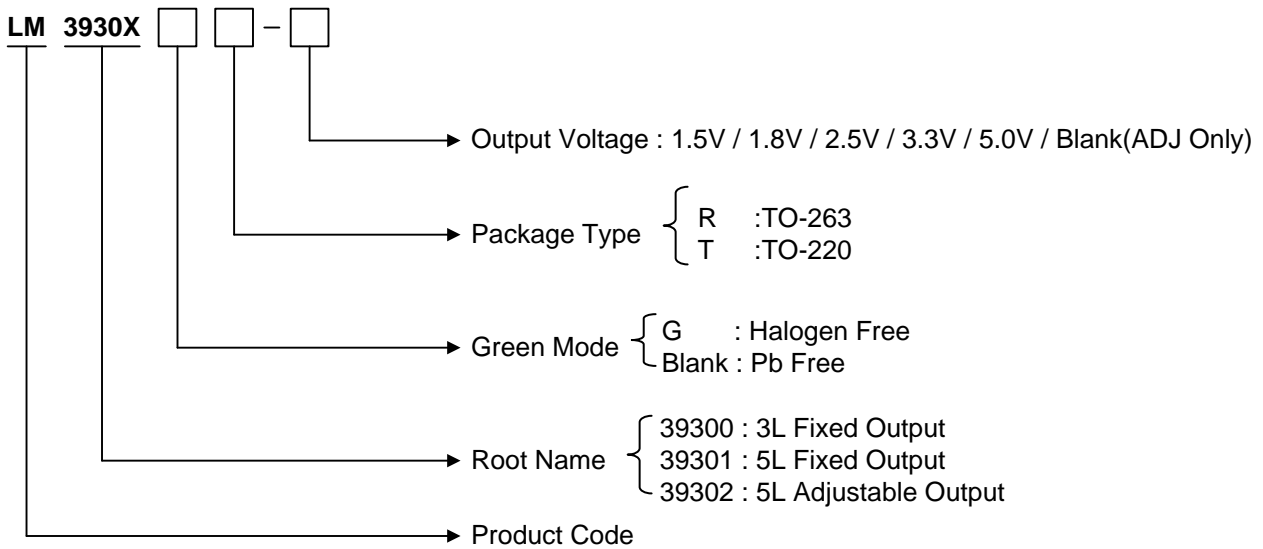 LM 3930X –
Output Voltage : 1.5V / 1.8V / 2.5V / 3.3V / 5.0V / Blank(ADJ Only)
Package Type
R :TO-263
T :TO-220
Green Mode
G : Halogen Free
Blank : Pb Free
Root Name
39300 : 3L Fixed Output
39301 : 5L Fixed Output
39302 : 5L Adjustable Output
Product Code